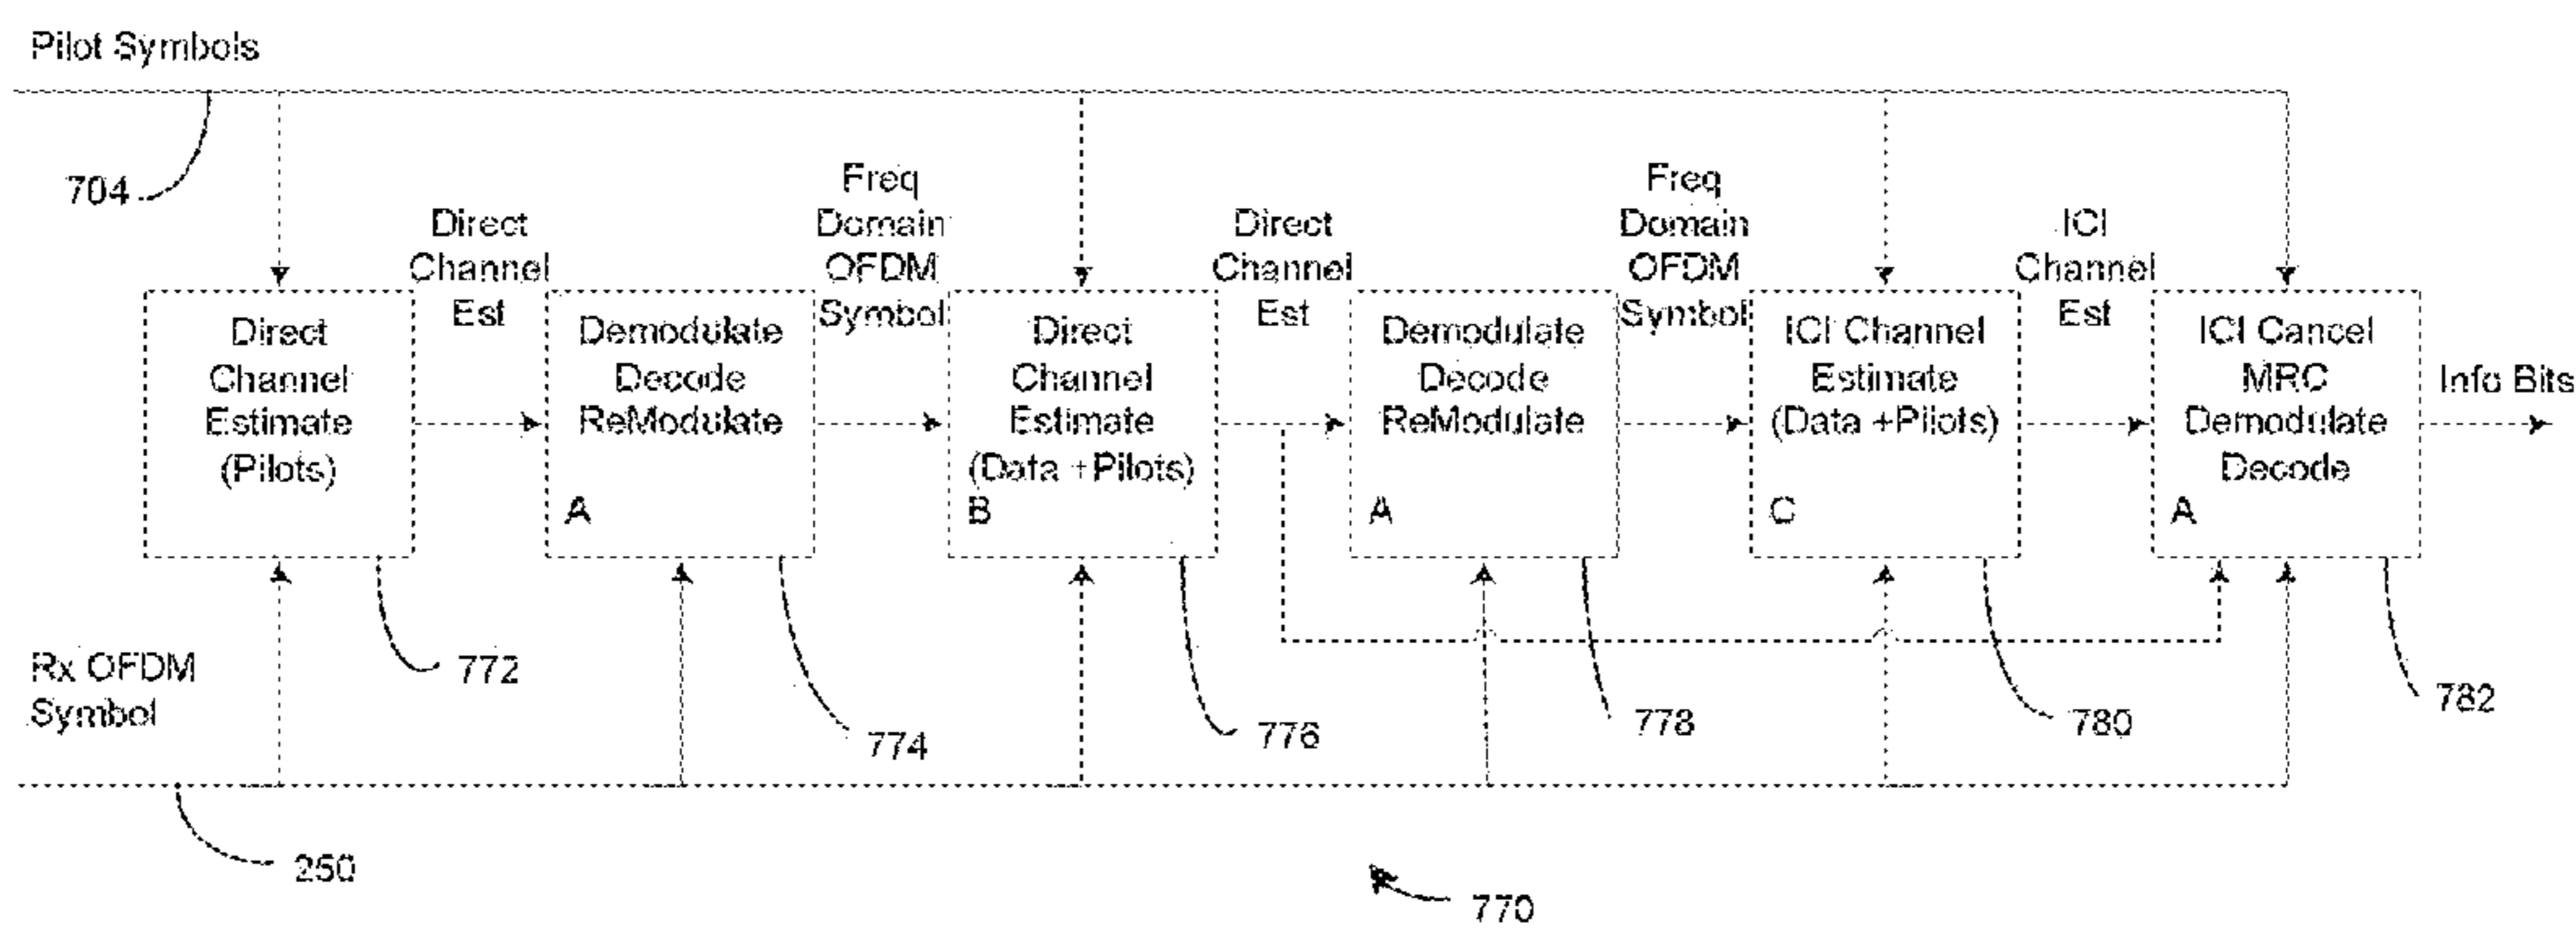 Pilot Symbols
704
Direct
Channel
Est
Freq
Domain
OFDM
Symbol
Direct
Channel
Est
Freq
Domain
OFDM
Symbol
ICI
Channel
Est
Direct
Channel
Estimate
(Pilots)
Demodulate
Decode
ReModulate
A
Direct
Channel
Estimate
(Data +Pilots)
B
Demodulate
Decode
ReModulate
A
ICI Channel
Estimate
(Data +Pilots)
C
ICI Cancel
MRC
Demodulate
Decode
A
Info Bits
Rx OFDM
Symbol
772
774
776
778
780
782
250
770